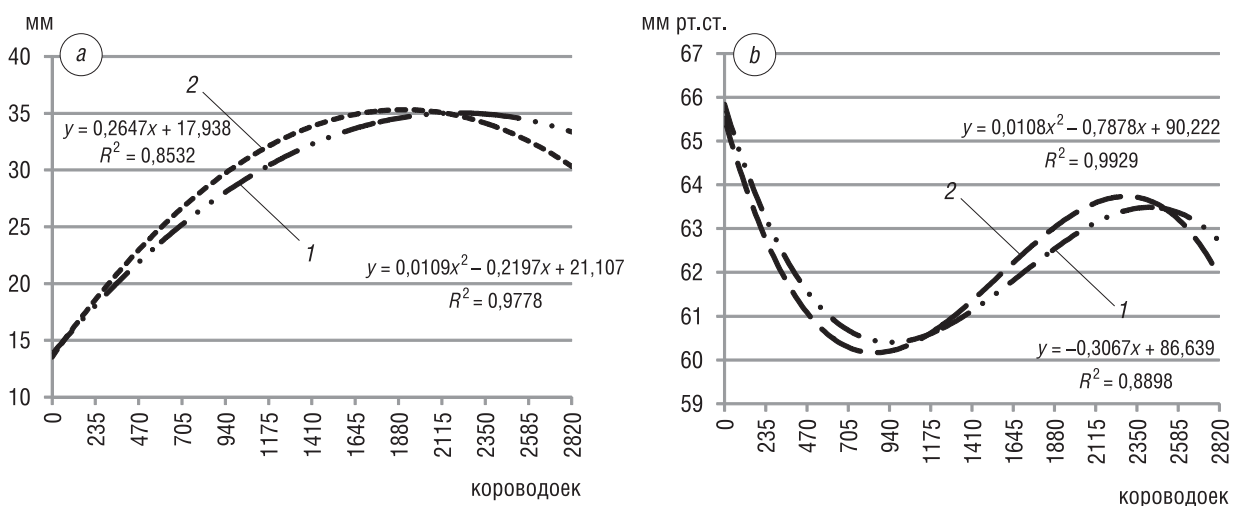 мм
a
40
35
30
25
20
15
10
2
y = 0,2647x + 17,938
R² = 0,8532
1
y = 0,0109x² – 0,2197x + 21,107
R² = 0,9778
0 235 470 705 940 1175 1410 1645 1880 2115 2350 2585 2820
короводоек
мм рт.ст.
b
67
66
65
64
63
62
61
60
59
y = 0,0108x² – 0,7878x + 90,222
R² = 0,9929
2
1
y = –0,3067x + 86,639
R² = 0,8898
0 235 470 705 940 1175 1410 1645 1880 2115 2350 2585 2820
короводоек